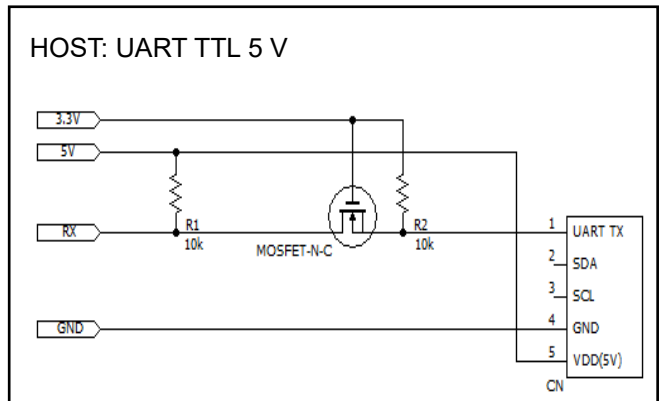 HOST: UART TTL 5 V
3.3V
5V
RX
R1
10k
MOSFET-N-C
R2
10k
GND
1
UART TX
2
SDA
3
SCL
4
GND
5
VDD(5V)
CN